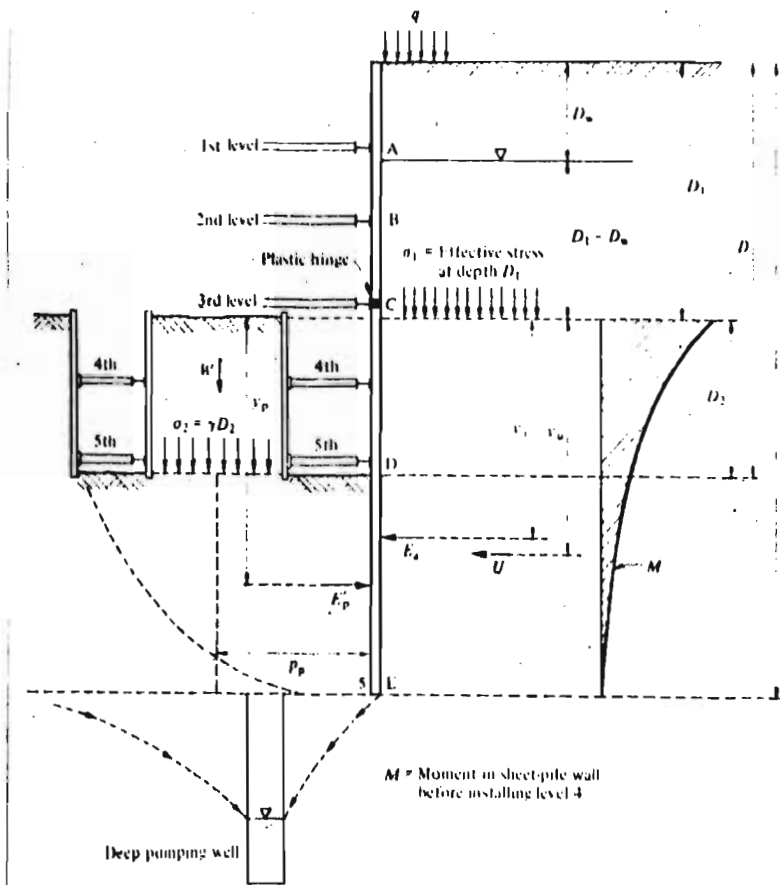 q
1st level
A
D_w
D_1
2nd level
B
D_1 - D_w
D
Plastic hinge
σ_1 = Effective stress
at depth D_1
3rd level
C
4th
W
4th
D_2
σ_2 = γD_2
5th
5th
D
E_a
U
M
E_p
p_p
5
E
M = Moment in sheet-pile wall
before installing level 4
Deep pumping well